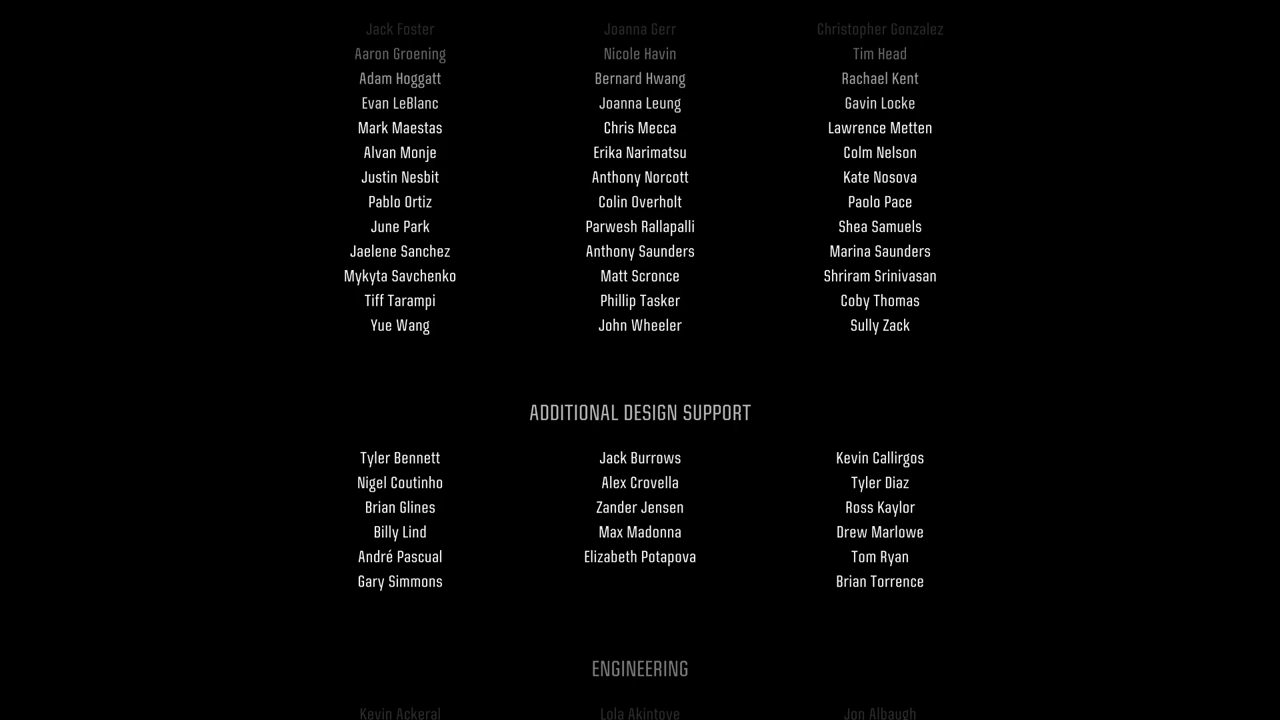 Jack Foster Joanna Gerr Christopher Gonzalez
Aaron Groening Nicole Havin Tim Head
Adam Hoggatt Bernard Hwang Rachael Kent
Evan LeBlanc Joanna Leung Gavin Locke
Mark Maestas Chris Mecca Lawrence Metten
Alvan Monje Erika Narimatsu Colm Nelson
Justin Nesbit Anthony Norcott Kate Nosova
Pablo Ortiz Colin Overholt Paolo Pace
June Park Parwesh Rallapalli Shea Samuels
Jaelene Sanchez Anthony Saunders Marina Saunders
Mykyta Savchenko Matt Scronce Shriram Srinivasan
Tiff Tarampi Phillip Tasker Coby Thomas
Yue Wang John Wheeler Sully Zack
ADDITIONAL DESIGN SUPPORT
Tyler Bennett Jack Burrows Kevin Callirgos
Nigel Coutinho Alex Crovella Tyler Diaz
Brian Glines Zander Jensen Ross Kaylor
Billy Lind Max Madonna Drew Marlowe
André Pascual Elizabeth Potapova Tom Ryan
Gary Simmons Brian Torrence
ENGINEERING
Kevin Ackeral Lola Akintoye Jon Albaugh